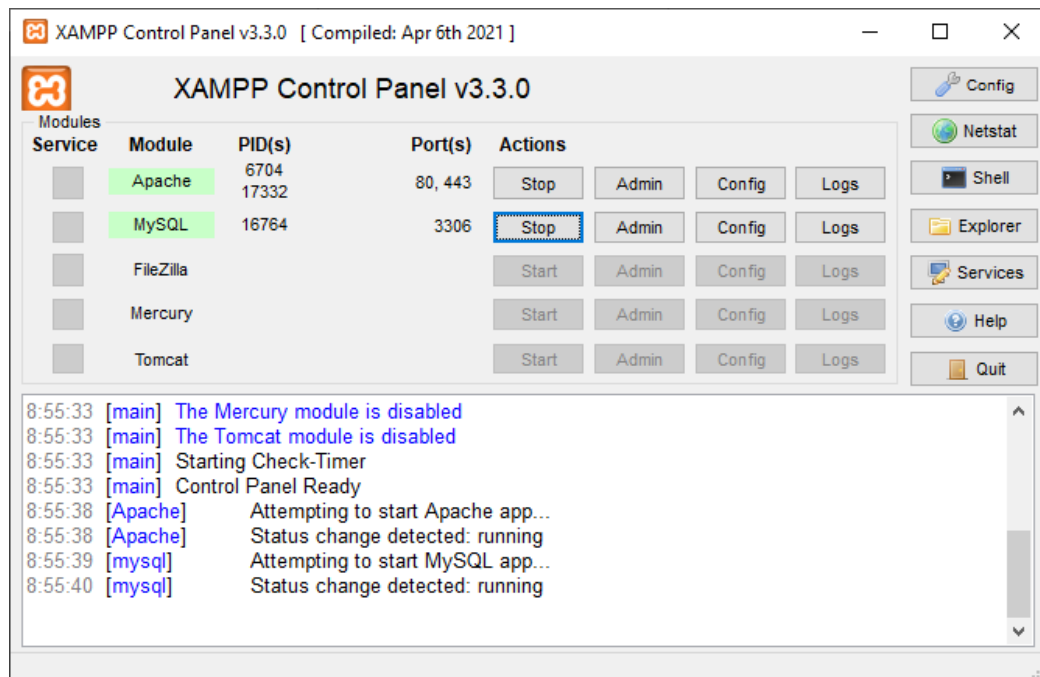 XAMPP Control Panel v3.3.0 [ Compiled: Apr 6th 2021 ]
XAMPP Control Panel v3.3.0
Config
Modules
Netstat
Service Module PID(s) Port(s) Actions
Apache 6704 17332 80, 443 Stop Admin Config Logs
Shell
MySQL 16764 3306 Stop Admin Config Logs
Explorer
FileZilla Start Admin Config Logs
Services
Mercury Start Admin Config Logs
Help
Tomcat Start Admin Config Logs
Quit
8:55:33 [main] The Mercury module is disabled
8:55:33 [main] The Tomcat module is disabled
8:55:33 [main] Starting Check-Timer
8:55:33 [main] Control Panel Ready
8:55:38 [Apache] Attempting to start Apache app...
8:55:38 [Apache] Status change detected: running
8:55:39 [mysql] Attempting to start MySQL app...
8:55:40 [mysql] Status change detected: running